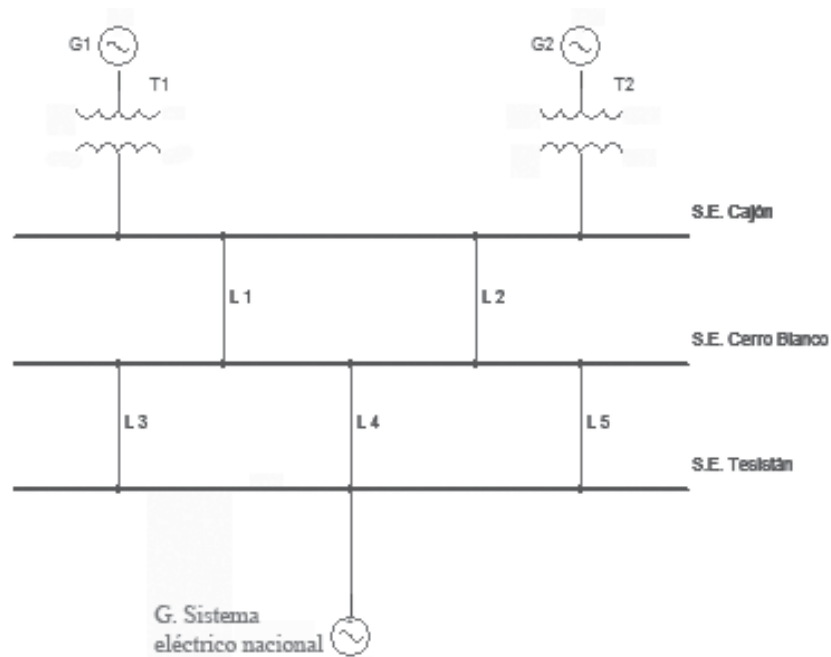 G1
G2
T1
T2
S.E. Cajón
L 1
L 2
S.E. Cerro Blanco
L 3
L 4
L 5
S.E. Tesistán
G. Sistema
eléctrico nacional